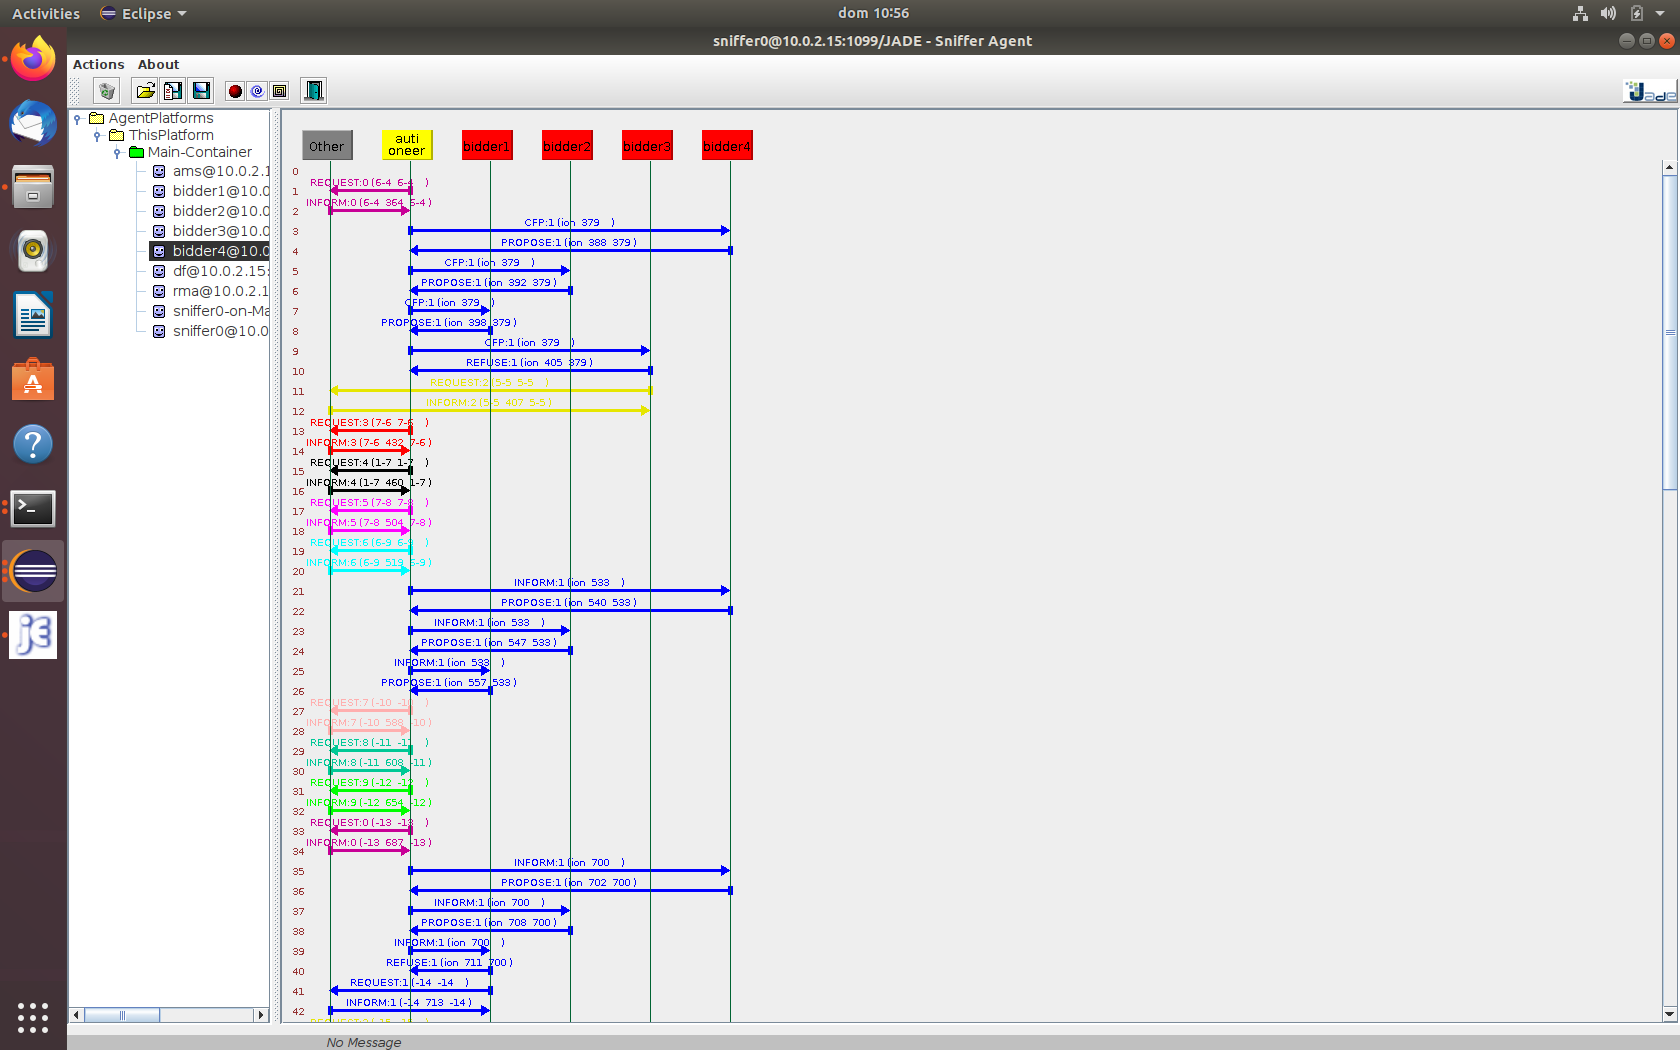 Activities
Eclipse
dom 10:56
sniffer0@10.0.2.15:1099/JADE - Sniffer Agent
Actions About
Jade
AgentPlatforms
ThisPlatform
Main-Container
ams@10.0.2.1
bidder1@10.0
bidder2@10.0
bidder3@10.0
bidder4@10.0
df@10.0.2.15:
rma@10.0.2.1
sniffer0-on-Ma
sniffer0@10.0
Other
auti
oneer
bidder1
bidder2
bidder3
bidder4
0
REQUEST:0 (6-4 6-4 )
1
INFORM:0 (6-4 364 6-4 )
2
CFP:1 (ion 379 )
3
PROPOSE:1 (ion 388 379 )
4
CFP:1 (ion 379 )
5
PROPOSE:1 (ion 392 379 )
6
CFP:1 (ion 379 )
7
PROPOSE:1 (ion 398 379 )
8
CFP:1 (ion 379 )
9
REFUSE:1 (ion 405 379 )
10
REQUEST:2 (5-5 5-5 )
11
INFORM:2 (5-5 407 5-5 )
12
REQUEST:3 (7-6 7-6 )
13
INFORM:3 (7-6 432 7-6 )
14
REQUEST:4 (1-7 1-7 )
15
INFORM:4 (1-7 460 1-7 )
16
REQUEST:5 (7-8 7-8 )
17
INFORM:5 (7-8 504 7-8 )
18
REQUEST:6 (6-9 6-9 )
19
INFORM:6 (6-9 519 6-9 )
20
INFORM:1 (ion 533 )
21
PROPOSE:1 (ion 540 533 )
22
INFORM:1 (ion 533 )
23
PROPOSE:1 (ion 547 533 )
24
INFORM:1 (ion 533 )
25
PROPOSE:1 (ion 557 533 )
26
REQUEST:7 (-10 -10 )
27
INFORM:7 (-10 588 -10 )
28
REQUEST:8 (-11 -11 )
29
INFORM:8 (-11 608 -11 )
30
REQUEST:9 (-12 -12 )
31
INFORM:9 (-12 654 -12 )
32
REQUEST:0 (-13 -13 )
33
INFORM:0 (-13 687 -13 )
34
INFORM:1 (ion 700 )
35
PROPOSE:1 (ion 702 700 )
36
INFORM:1 (ion 700 )
37
PROPOSE:1 (ion 708 700 )
38
INFORM:1 (ion 700 )
39
REFUSE:1 (ion 711 700 )
40
REQUEST:1 (-14 -14 )
41
INFORM:1 (-14 713 -14 )
42
No Message